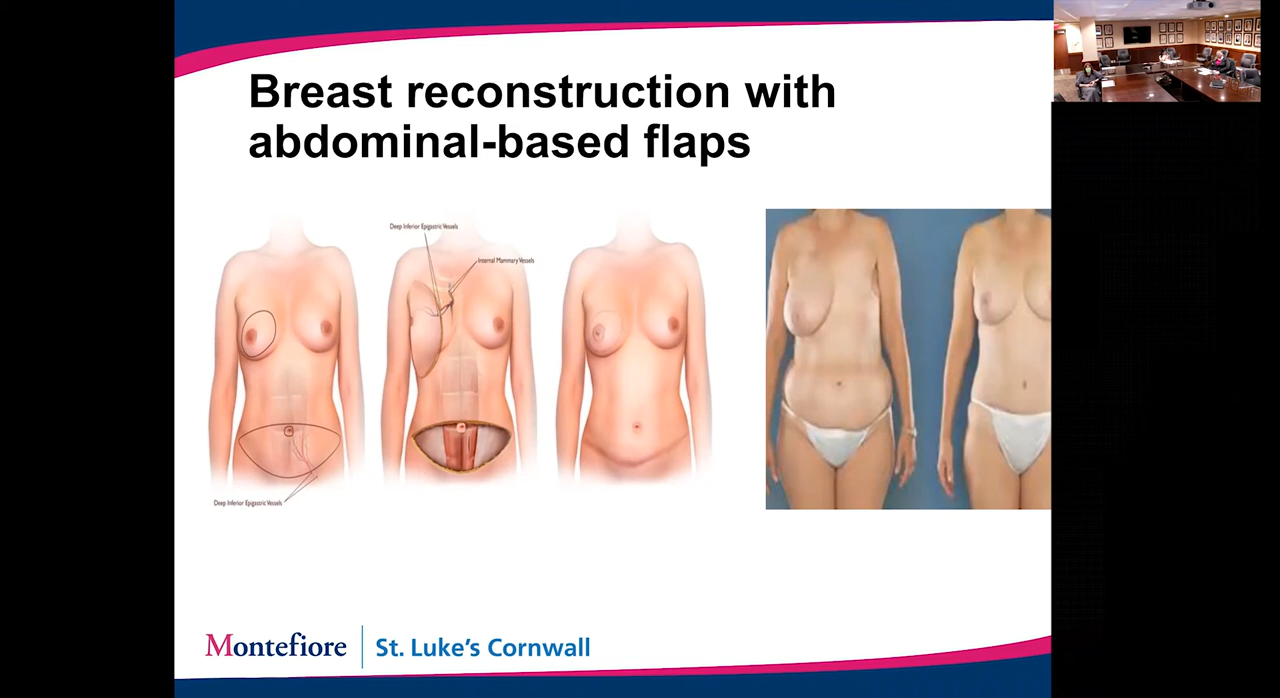 Breast reconstruction with
abdominal-based flaps
Deep Inferior Epigastric Vessels
Internal Mammary Vessels
Deep Inferior Epigastric Vessels
Montefiore
St. Luke's Cornwall